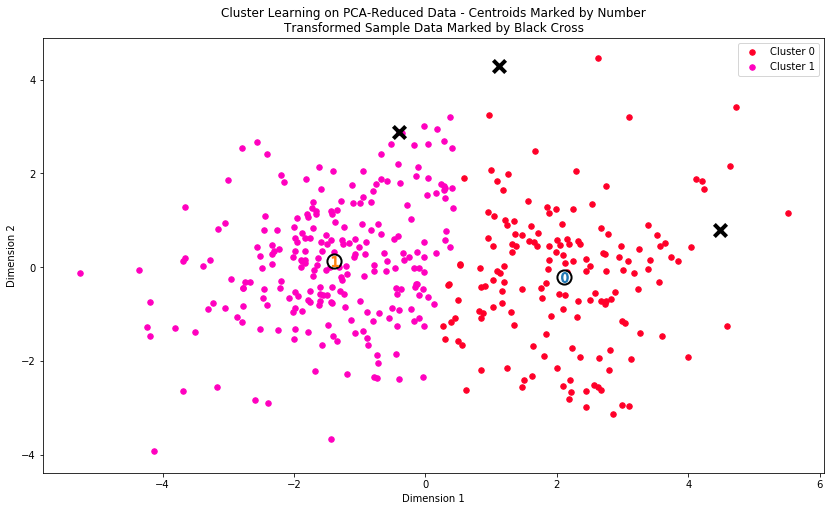 Cluster Learning on PCA-Reduced Data - Centroids Marked by Number
Transformed Sample Data Marked by Black Cross
Cluster 0
Cluster 1
Dimension 2
4
2
0
−2
−4
1
0
−4
−2
0
2
4
6
Dimension 1